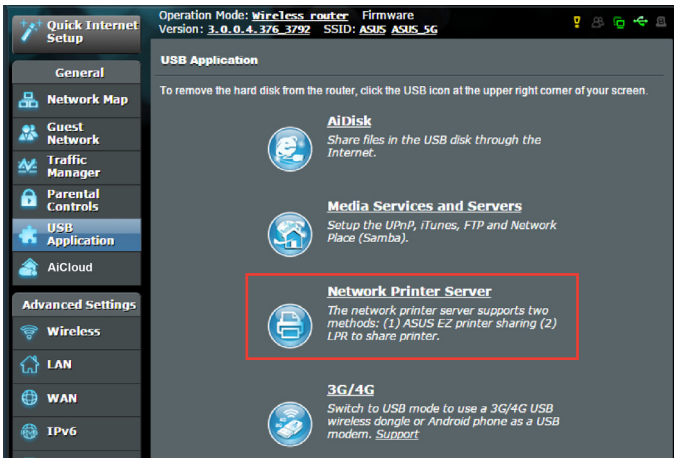 Quick Internet
Setup
Operation Mode: Wireless router Firmware
Version: 3.0.0.4.376_3792 SSID: ASUS ASUS_5G
General
Network Map
Guest
Network
Traffic
Manager
Parental
Controls
USB
Application
AiCloud
Advanced Settings
Wireless
LAN
WAN
IPv6
USB Application
To remove the hard disk from the router, click the USB icon at the upper right corner of your screen.
AiDisk
Share files in the USB disk through the
Internet.
Media Services and Servers
Setup the UPnP, iTunes, FTP and Network
Place (Samba).
Network Printer Server
The network printer server supports two
methods: (1) ASUS EZ printer sharing (2)
LPR to share printer.
3G/4G
Switch to USB mode to use a 3G/4G USB
wireless dongle or Android phone as a USB
modem. Support